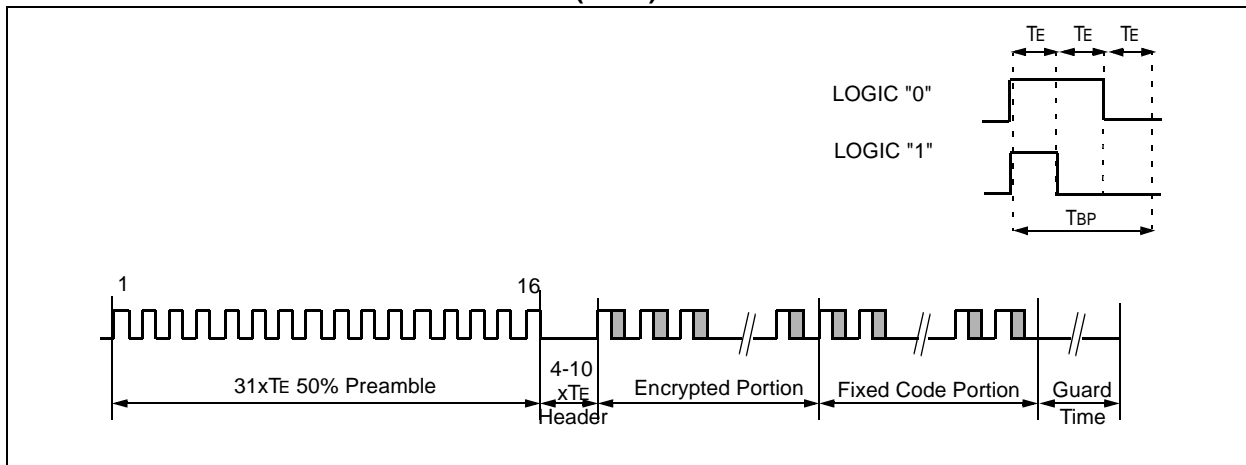 TE TE TE
LOGIC "0"
LOGIC "1"
TBP
1
16
31xTE 50% Preamble
4-10
xTE
Header
Encrypted Portion
Fixed Code Portion
Guard
Time